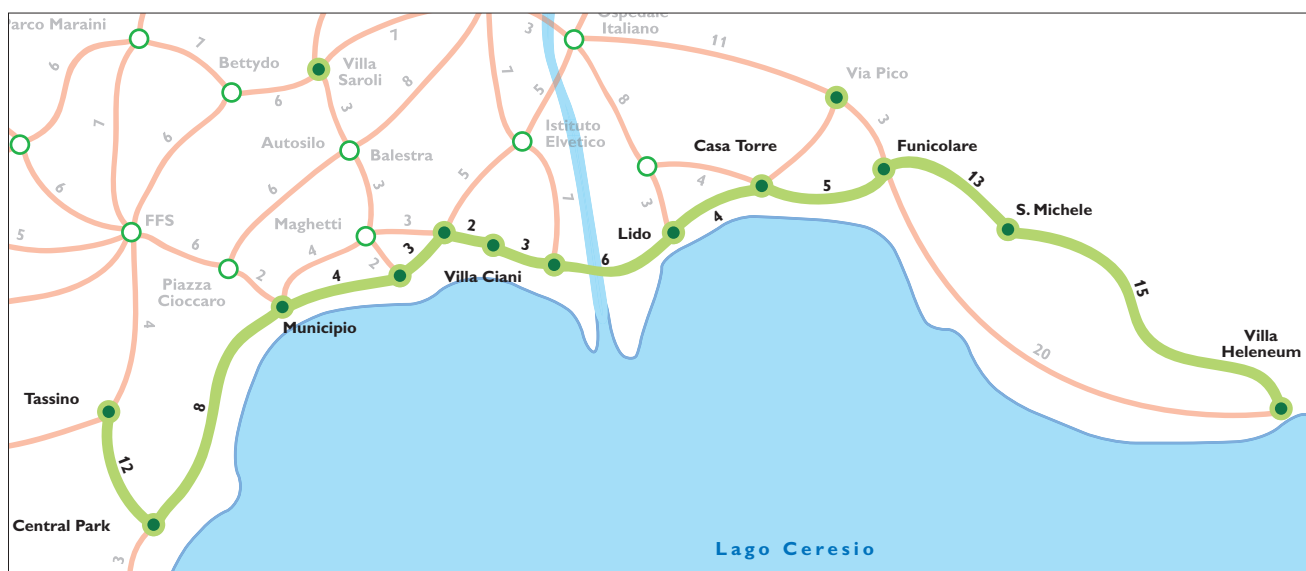 Parco Maraini
Ospedale
Italiano
3
7
7
11
6
Bettydo
Villa
Saroli
Via Pico
8
7
5
6
3
7
6
8
3
Autosilo
Balestra
Istituto
Elvetico
Casa Torre
Funicolare
6
6
3
5
7
4
5
13
3
S. Michele
FFS
Maghetti
3
2
3
6
Lido
4
5
6
4
2
3
6
Piazza
Cioccaro
2
4
Villa Ciani
15
Municipio
4
Villa
Heleneum
20
Tassino
8
12
Central Park
3
Lago Ceresio